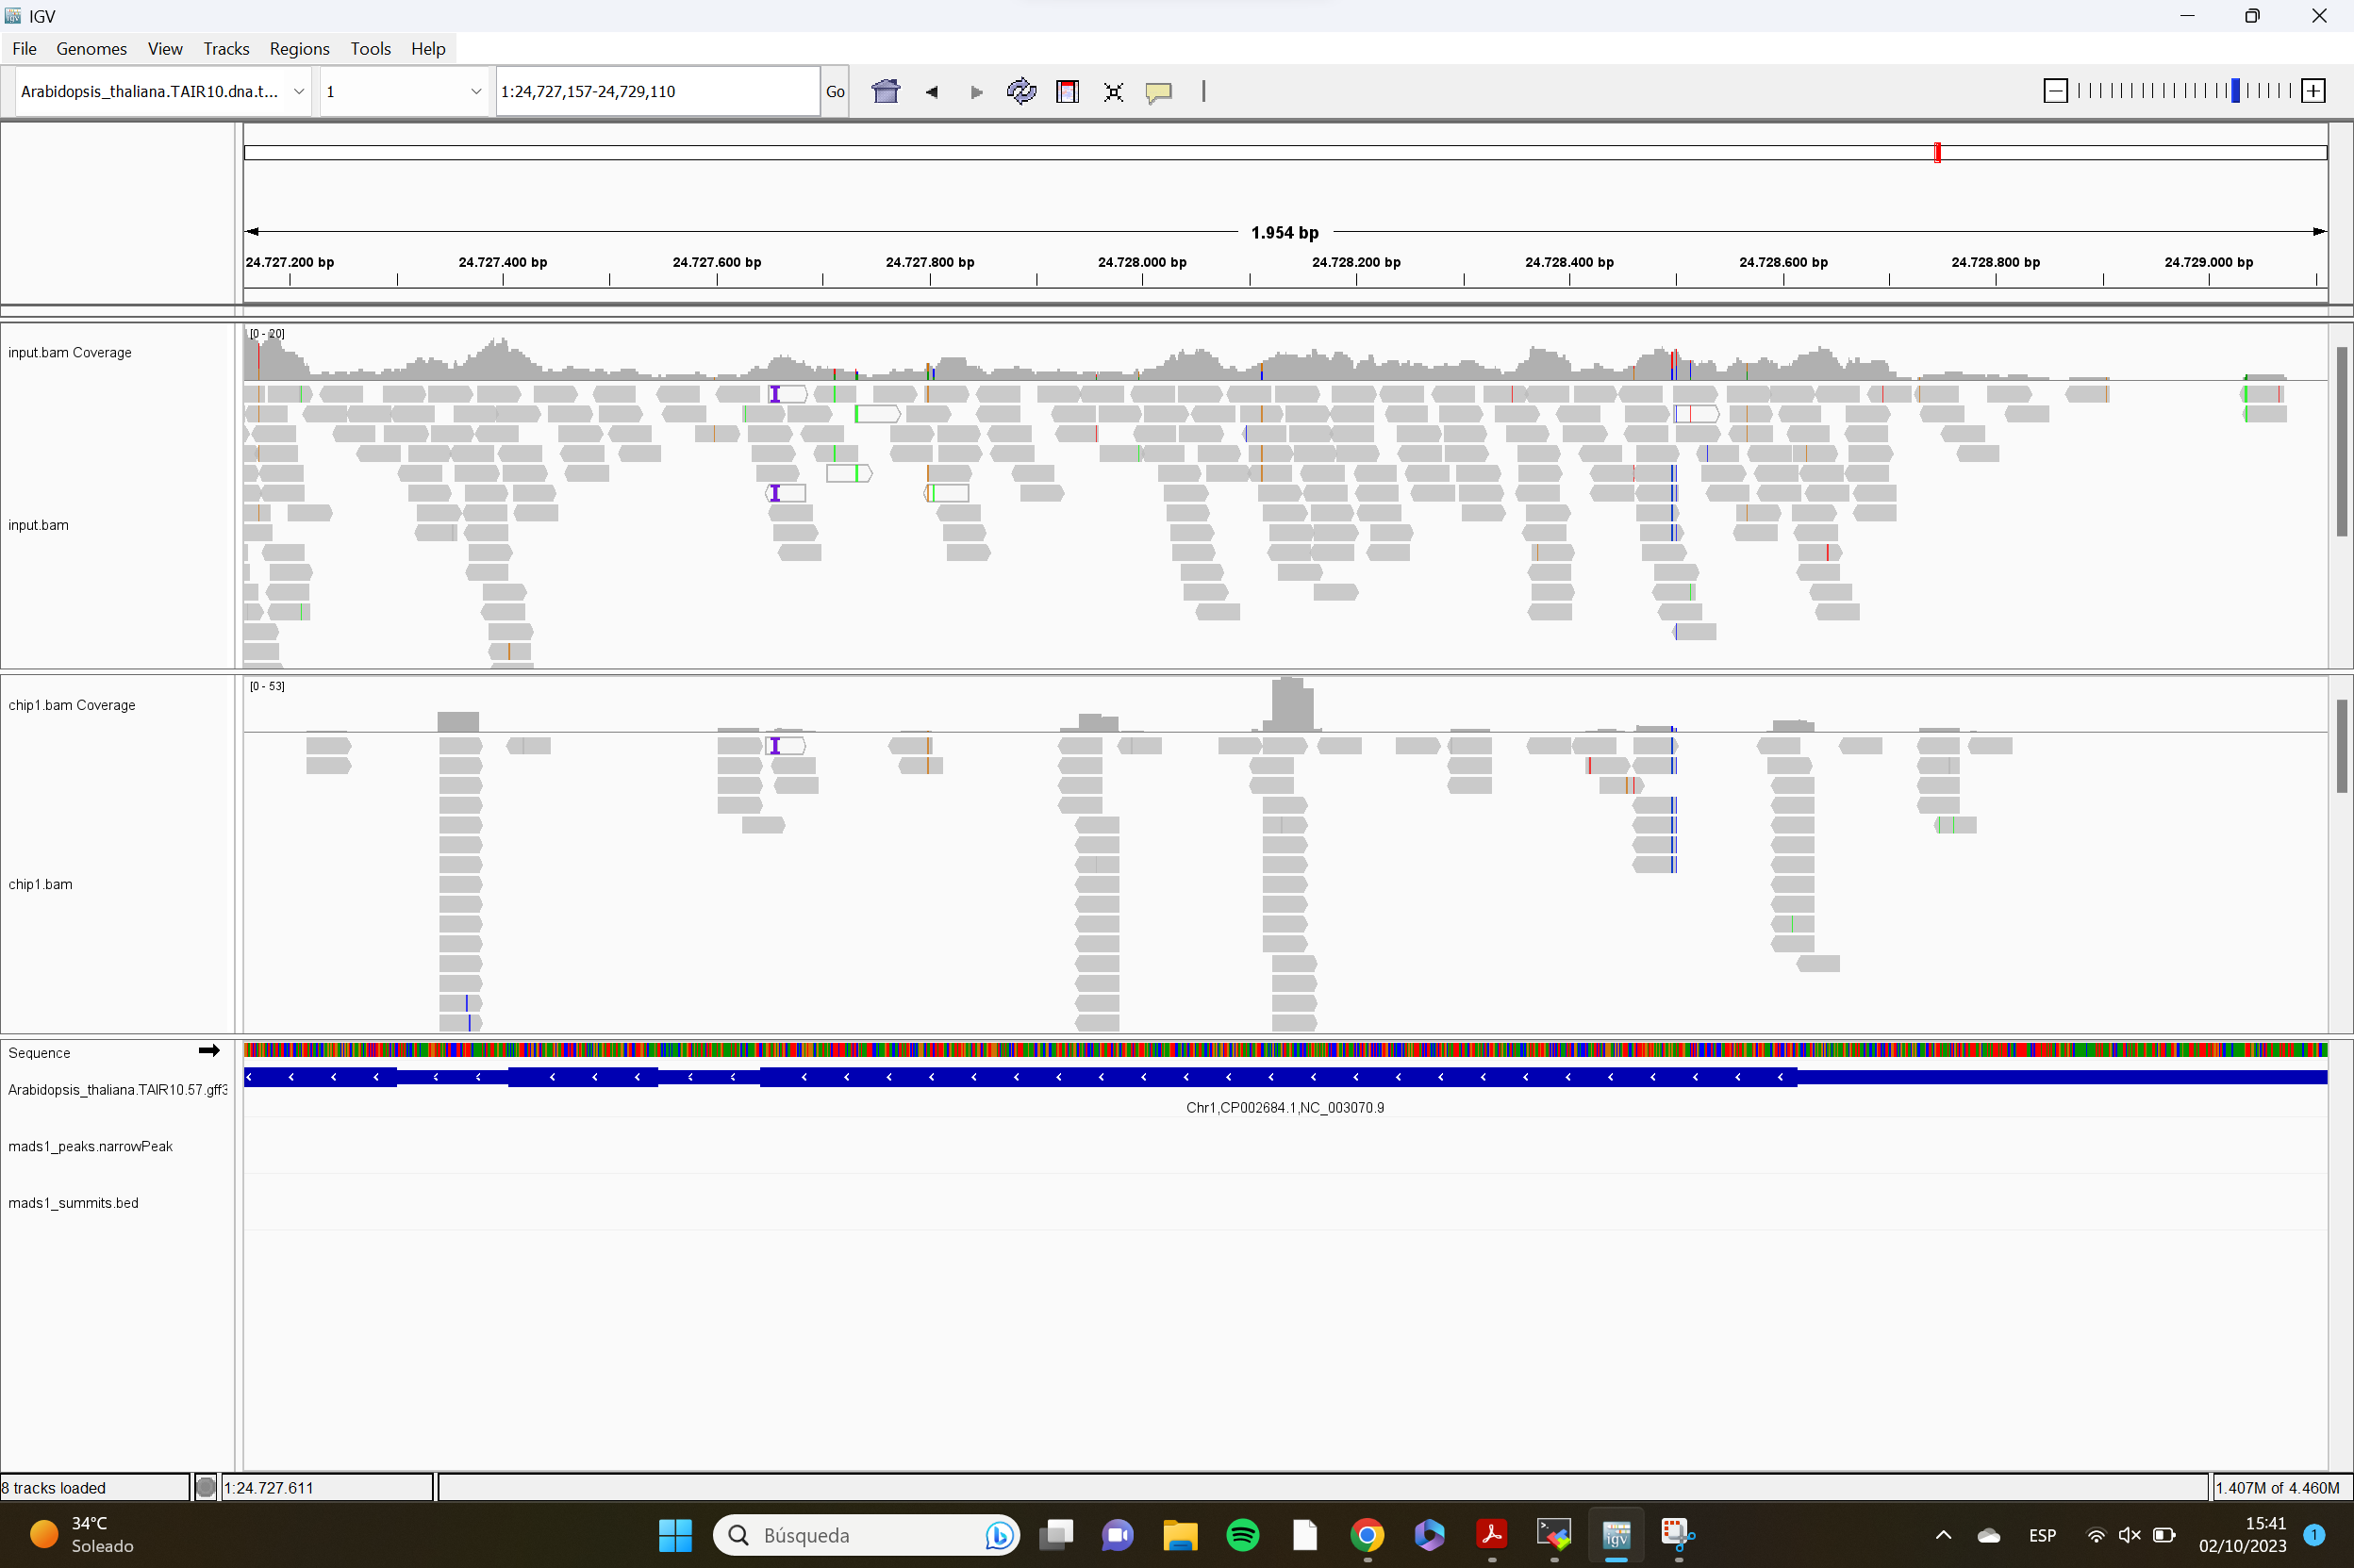 IGV
File Genomes View Tracks Regions Tools Help
Arabidopsis_thaliana.TAIR10.dna.t... 1 1:24,727,157-24,729,110 Go
1.954 bp
24.727.200 bp 24.727.400 bp 24.727.600 bp 24.727.800 bp 24.728.000 bp 24.728.200 bp 24.728.400 bp 24.728.600 bp 24.728.800 bp 24.729.000 bp
[0 - 20]
input.bam Coverage
input.bam
[0 - 53]
chip1.bam Coverage
chip1.bam
Sequence
Arabidopsis_thaliana.TAIR10.57.gff3
Chr1,CP002684.1,NC_003070.9
mads1_peaks.narrowPeak
mads1_summits.bed
8 tracks loaded 1:24.727.611 1.407M of 4.460M
34°C
Soleado
Búsqueda
igv
ESP
15:41
02/10/2023
1